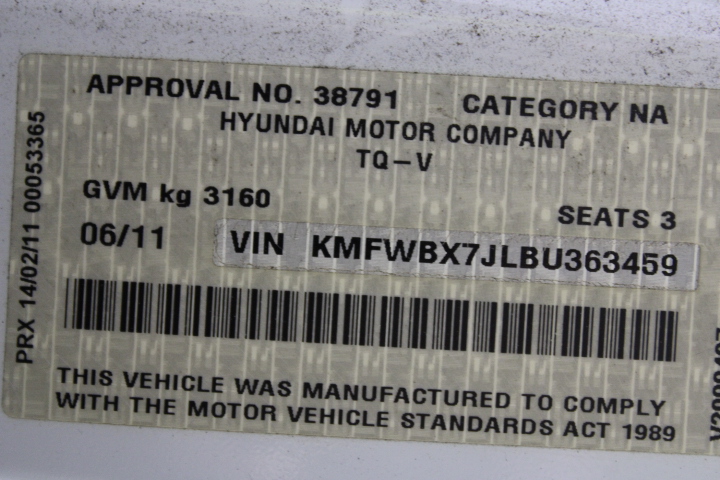 APPROVAL NO. 38791 CATEGORY NA
HYUNDAI MOTOR COMPANY
TQ-V
GVM kg 3160
SEATS 3
06/11 VIN KMFWBX7JLBU363459
THIS VEHICLE WAS MANUFACTURED TO COMPLY
WITH THE MOTOR VEHICLE STANDARDS ACT 1989
PRX 14/02/11 00053365